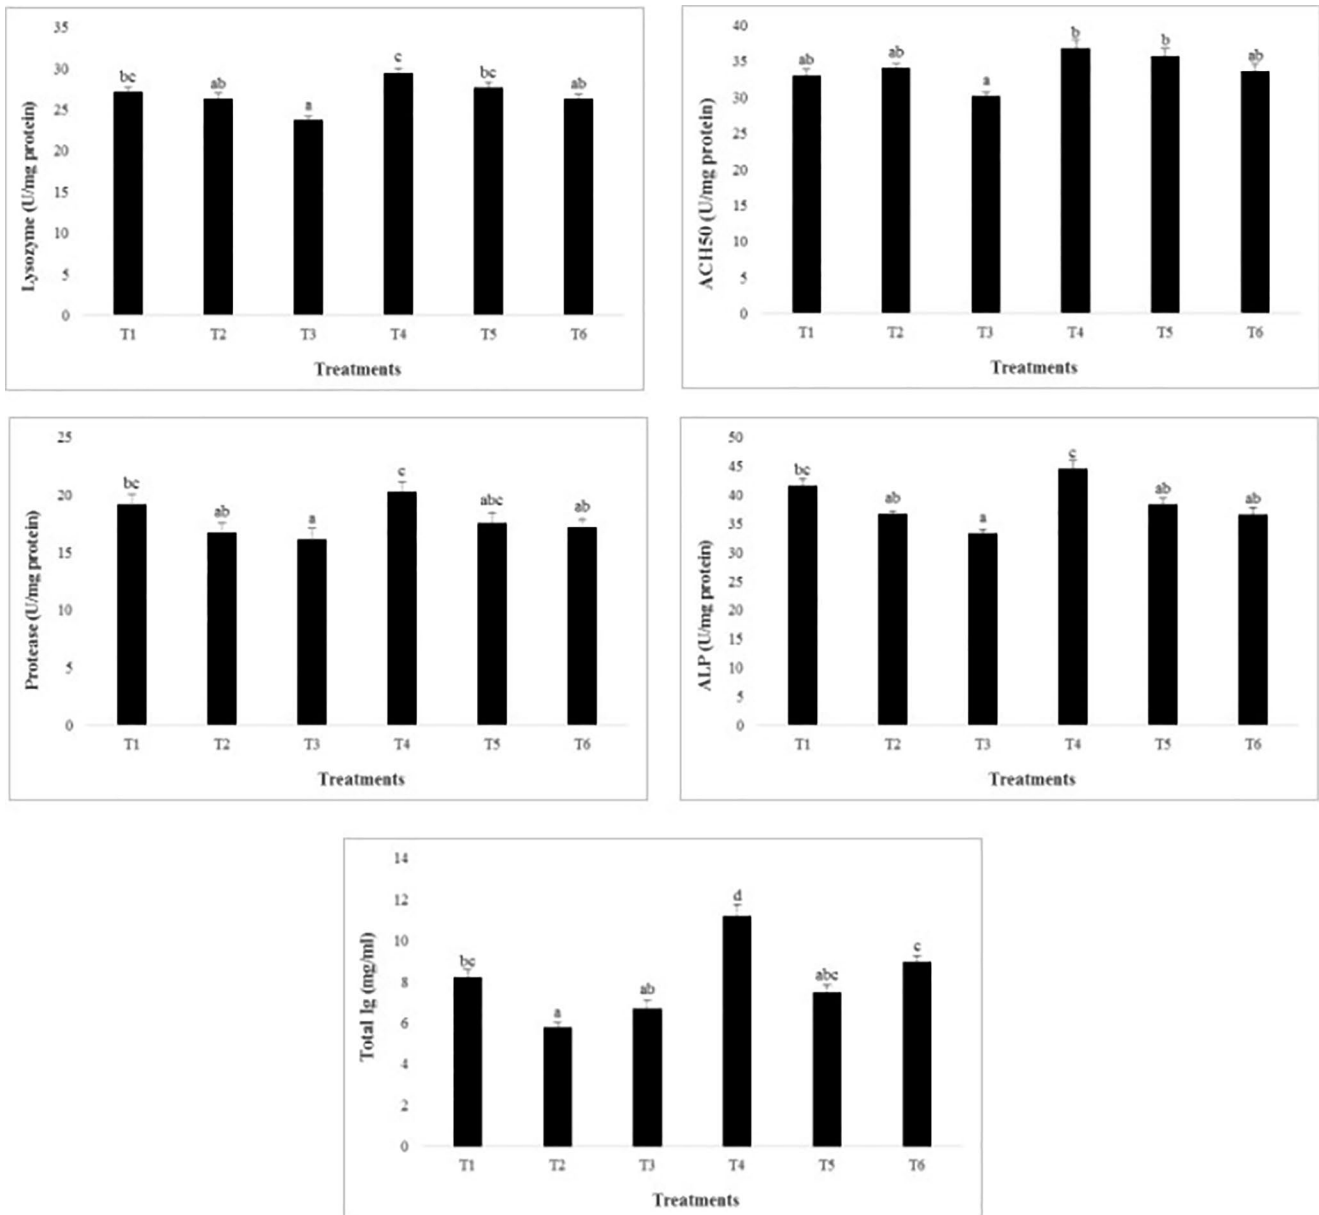 35
30
25
20
15
10
5
0
Lysozyme (U/mg protein)
bc ab a c bc ab
T1 T2 T3 T4 T5 T6
Treatments
40
35
30
25
20
15
10
5
0
ACH50 (U/mg protein)
ab ab a b b ab
T1 T2 T3 T4 T5 T6
Treatments
25
20
15
10
5
0
Protease (U/mg protein)
bc ab a c abc ab
T1 T2 T3 T4 T5 T6
Treatments
50
45
40
35
30
25
20
15
10
5
0
ALP (U/mg protein)
bc ab a c ab ab
T1 T2 T3 T4 T5 T6
Treatments
14
12
10
8
6
4
2
0
Total Ig (mg/ml)
bc a ab d abc c
T1 T2 T3 T4 T5 T6
Treatments